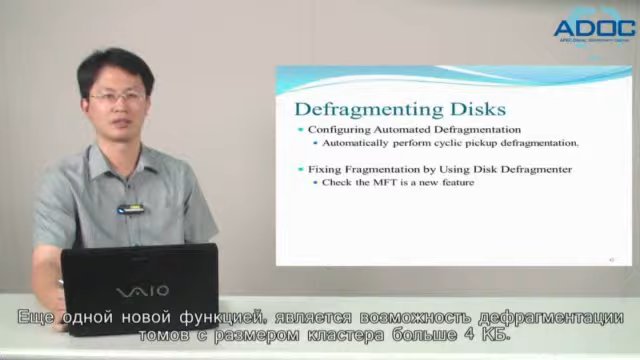 ADOC
Defragmenting Disks
Configuring Automated Defragmentation
Automatically perform cyclic pickup defragmentation.
Fixing Fragmentation by Using Disk Defragmenter
Check the MFT is a new feature
VAIO
Еще одной новой функцией, является возможность дефрагментации
томов с размером кластера больше 4 КБ.